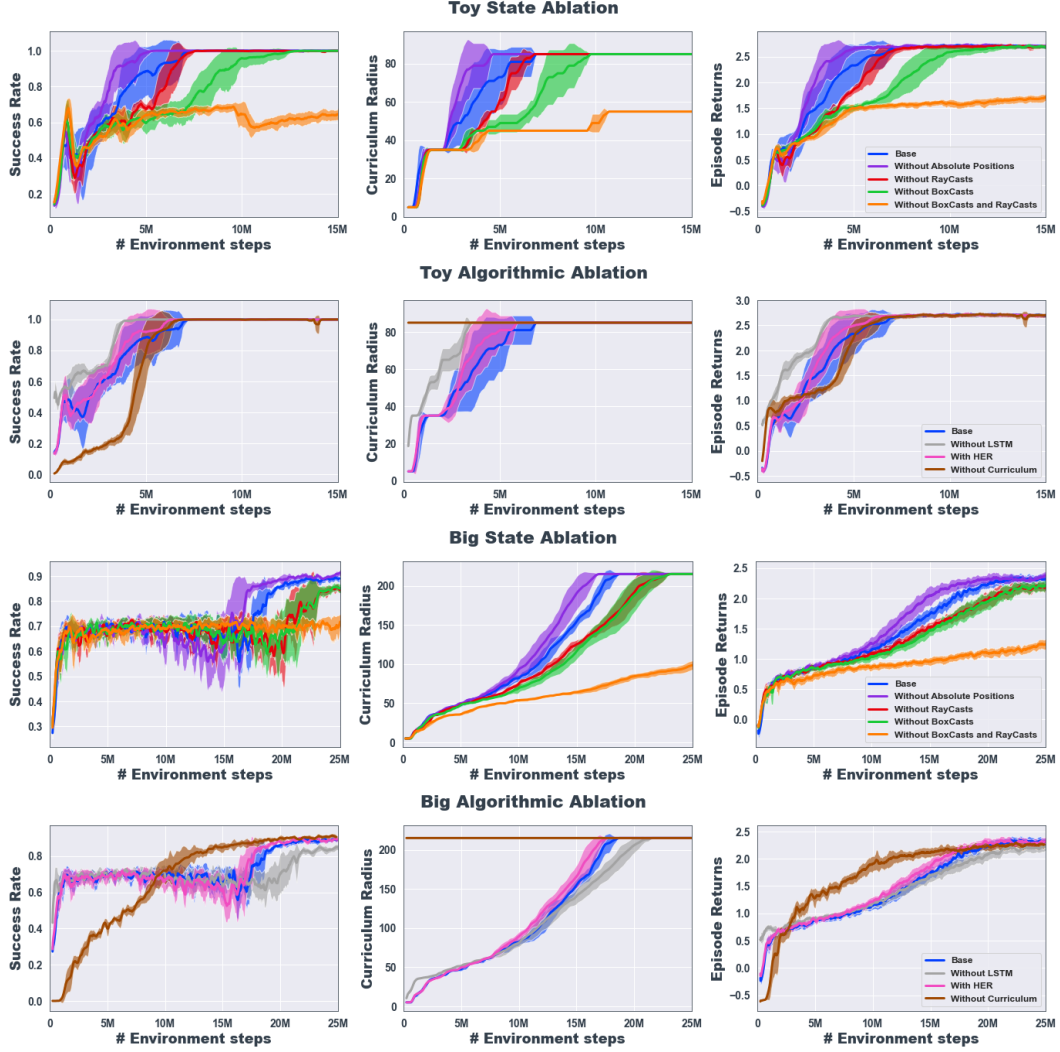 Toy State Ablation
Success Rate
1.0
0.8
0.6
0.4
0.2
0
5M
10M
15M
# Environment steps
Curriculum Radius
80
60
40
20
0
0
5M
10M
15M
# Environment steps
Episode Returns
2.5
2.0
1.5
1.0
0.5
0.0
−0.5
Base
Without Absolute Positions
Without RayCasts
Without BoxCasts
Without BoxCasts and RayCasts
0
5M
10M
15M
# Environment steps
Toy Algorithmic Ablation
Success Rate
1.0
0.8
0.6
0.4
0.2
0.0
0
5M
10M
15M
# Environment steps
Curriculum Radius
80
60
40
20
0
0
5M
10M
15M
# Environment steps
Episode Returns
3.0
2.5
2.0
1.5
1.0
0.5
0.0
−0.5
Base
Without LSTM
With HER
Without Curriculum
0
5M
10M
15M
# Environment steps
Big State Ablation
Success Rate
0.9
0.8
0.7
0.6
0.5
0.4
0.3
0
5M
10M
15M
20M
25M
# Environment steps
Curriculum Radius
200
150
100
50
0
0
5M
10M
15M
20M
25M
# Environment steps
Episode Returns
2.5
2.0
1.5
1.0
0.5
0.0
Base
Without Absolute Positions
Without RayCasts
Without BoxCasts
Without BoxCasts and RayCasts
0
5M
10M
15M
20M
25M
# Environment steps
Big Algorithmic Ablation
Success Rate
0.8
0.6
0.4
0.2
0.0
0
5M
10M
15M
20M
25M
# Environment steps
Curriculum Radius
200
150
100
50
0
0
5M
10M
15M
20M
25M
# Environment steps
Episode Returns
2.5
2.0
1.5
1.0
0.5
0.0
−0.5
Base
Without LSTM
With HER
Without Curriculum
0
5M
10M
15M
20M
25M
# Environment steps